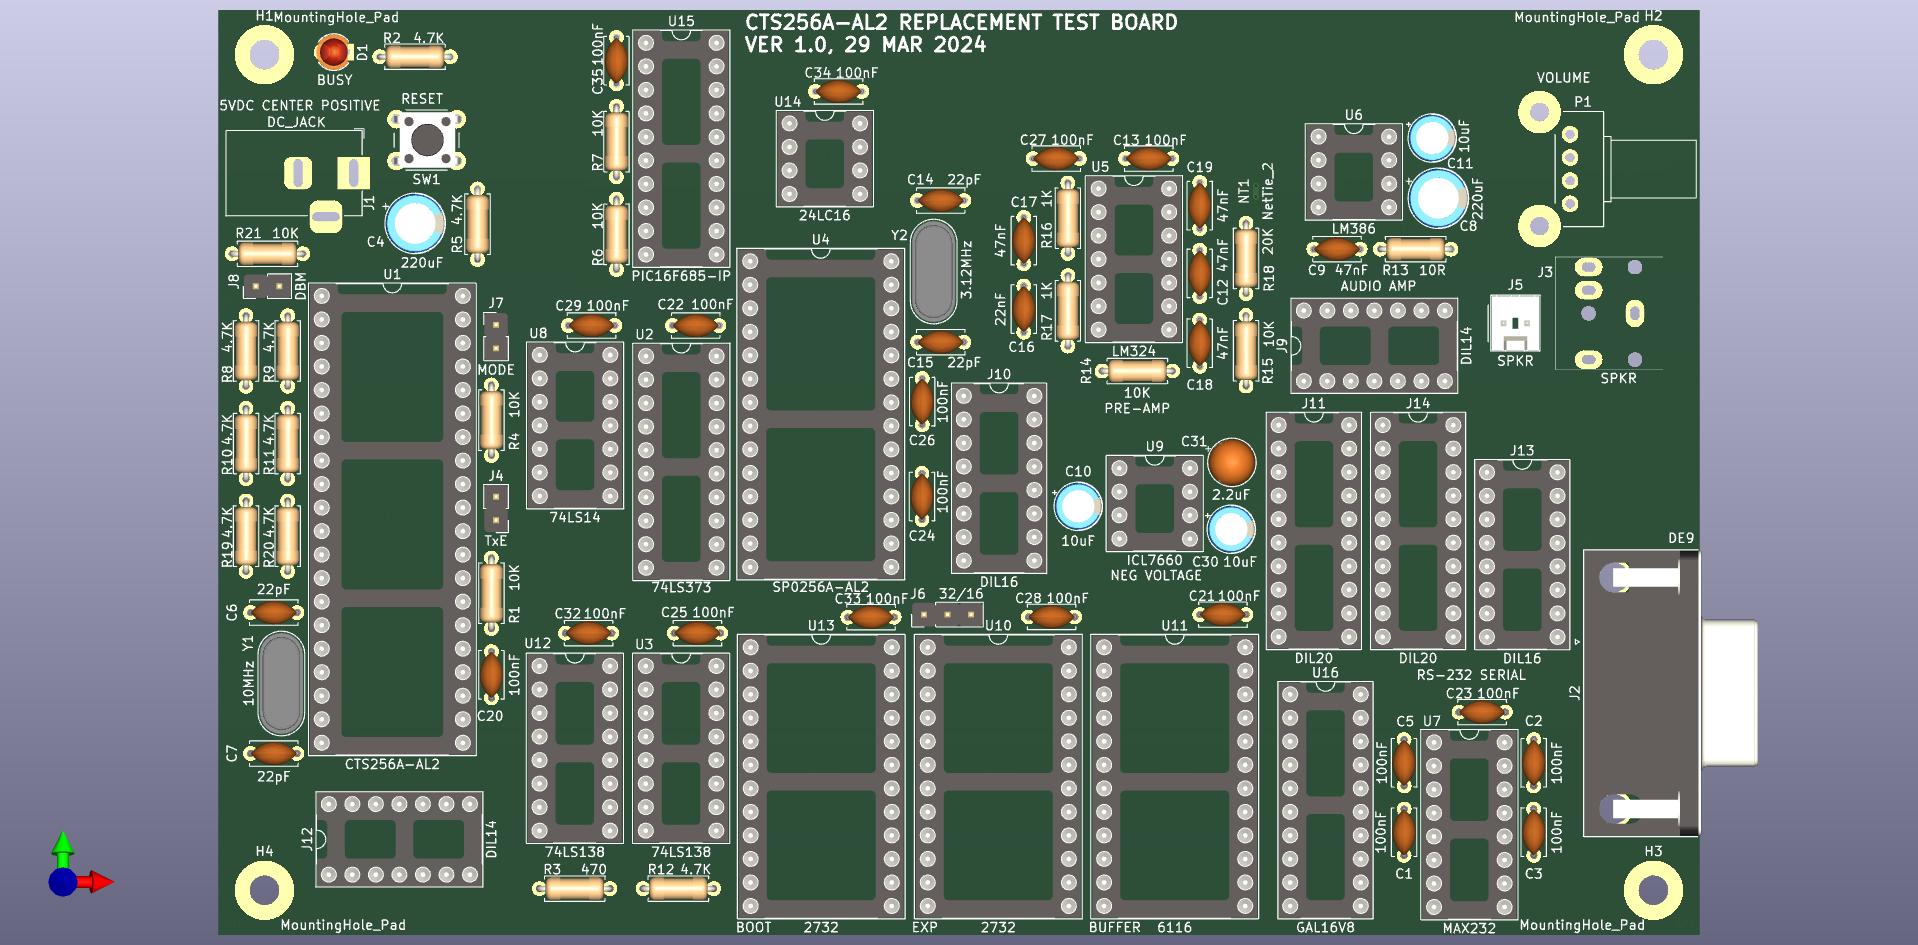 CTS256A-AL2 REPLACEMENT TEST BOARD
VER 1.0, 29 MAR 2024
H1 MountingHole_Pad
MountingHole_Pad H2
D1
BUSY
R2 4.7K
5VDC CENTER POSITIVE
DC_JACK
J1
RESET
SW1
C4
220uF
R5 4.7K
R21 10K
J8
DBM
U1
CTS256A-AL2
R8 4.7K
R9 4.7K
R10 4.7K
R11 4.7K
R19 4.7K
R20 4.7K
22pF
C6
Y1
10MHz
C7
22pF
J12
DIL14
H4
MountingHole_Pad
J7
MODE
R4 10K
J4
TxE
R1 10K
C20
100nF
C35 100nF
R7 10K
R6 10K
U15
PIC16F685-IP
C34 100nF
U14
24LC16
C29 100nF
U8
74LS14
C22 100nF
U2
74LS373
U4
SP0256A-AL2
C14 22pF
Y2
3.12MHz
C15 22pF
C26
100nF
C24
100nF
J10
DIL16
C32 100nF
U12
74LS138
R3 470
C25 100nF
U3
74LS138
R12 4.7K
C33 100nF
U13
BOOT 2732
J6 32/16
C28 100nF
U10
EXP 2732
C21 100nF
U11
BUFFER 6116
C27 100nF
C13 100nF
U5
LM324
C17
47nF
R16 1K
C16
22nF
R17 1K
C19
47nF
C12 47nF
C18
47nF
R14
10K
PRE-AMP
NT1
NetTie_2
R18 20K
R15 10K
U6
LM386
C11
10uF
C8
220uF
C9 47nF
R13 10R
AUDIO AMP
VOLUME
P1
J3
SPKR
J5
SPKR
J9
DIL14
C10
10uF
U9
ICL7660
NEG VOLTAGE
C31
2.2uF
C30 10uF
J11
DIL20
J14
DIL20
J13
DIL16
DE9
J2
RS-232 SERIAL
U16
GAL16V8
C23 100nF
C5
100nF
U7
MAX232
C2
100nF
C1
100nF
C3
100nF
H3
MountingHole_Pad